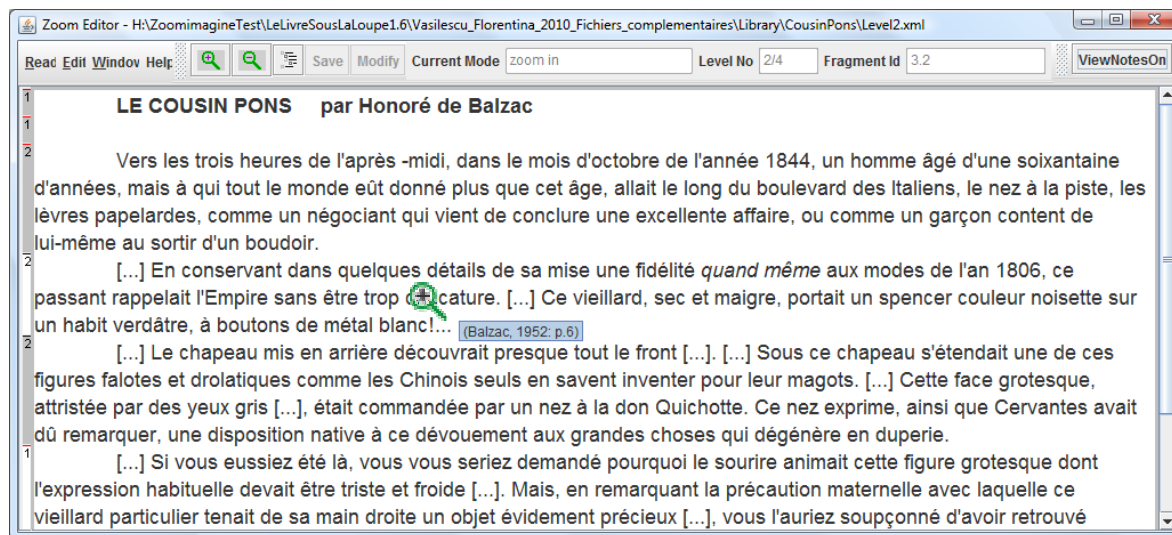 Zoom Editor - H:\ZoomimagineTest\LeLivreSousLaLoupe1.6\Vasilescu_Florentina_2010_Fichiers_complementaires\Library\CousinPons\Level2.xml
Read Edit Windov Help Save Modify Current Mode zoom in Level No 2/4 Fragment Id 3.2 ViewNotesOn
1
LE COUSIN PONS par Honoré de Balzac
1
2
Vers les trois heures de l'après -midi, dans le mois d'octobre de l'année 1844, un homme âgé d'une soixantaine
d'années, mais à qui tout le monde eût donné plus que cet âge, allait le long du boulevard des Italiens, le nez à la piste, les
lèvres papelardes, comme un négociant qui vient de conclure une excellente affaire, ou comme un garçon content de
lui-même au sortir d'un boudoir.
2
[...] En conservant dans quelques détails de sa mise une fidélité quand même aux modes de l'an 1806, ce
passant rappelait l'Empire sans être trop cature. [...] Ce vieillard, sec et maigre, portait un spencer couleur noisette sur
un habit verdâtre, à boutons de métal blanc!...
(Balzac, 1952: p.6)
2
[...] Le chapeau mis en arrière découvrait presque tout le front [...]. [...] Sous ce chapeau s'étendait une de ces
figures falotes et drolatiques comme les Chinois seuls en savent inventer pour leur magots. [...] Cette face grotesque,
attristée par des yeux gris [...], était commandée par un nez à la don Quichotte. Ce nez exprime, ainsi que Cervantes avait
dû remarquer, une disposition native à ce dévouement aux grandes choses qui dégénère en duperie.
1
[...] Si vous eussiez été là, vous vous seriez demandé pourquoi le sourire animait cette figure grotesque dont
l'expression habituelle devait être triste et froide [...]. Mais, en remarquant la précaution maternelle avec laquelle ce
vieillard particulier tenait de sa main droite un objet évidement précieux [...], vous l'auriez soupçonné d'avoir retrouvé